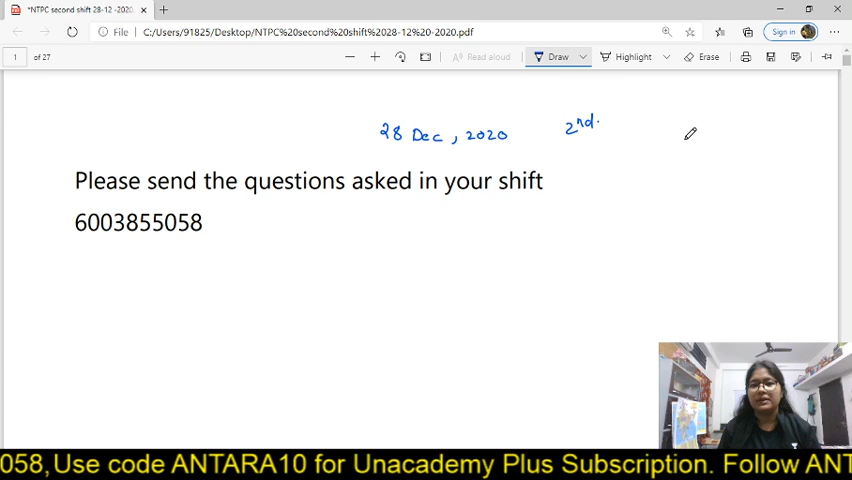 *NTPC second shift 28-12 -2020.p
File
C:/Users/91825/Desktop/NTPC%20second%20shift%2028-12%20-2020.pdf
Sign in
1 of 27
Read aloud
Draw
Highlight
Erase
28 Dec, 2020 2nd.
Please send the questions asked in your shift
6003855058
058,Use code ANTARA10 for Unacademy Plus Subscription. Follow ANT